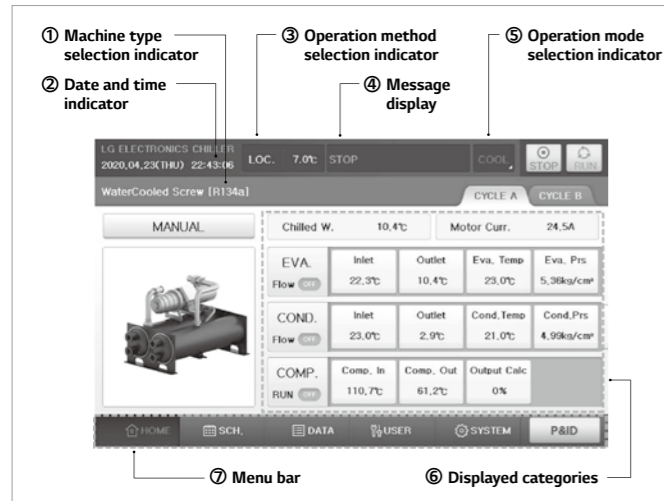 ① Machine type
selection indicator
② Date and time
indicator
③ Operation method
selection indicator
④ Message
display
⑤ Operation mode
selection indicator
LG ELECTRONICS CHILLER
2020,04,23(THU) 22:43:06
LOC. 7.0℃ STOP COOL
STOP RUN
WaterCooled Screw [R134a]
CYCLE A CYCLE B
MANUAL
Chilled W. 10,4℃ Motor Curr. 24,5A
EVA. Inlet Outlet Eva, Temp Eva, Prs
Flow OFF 22,3℃ 10,4℃ 23,0℃ 5,36kg/cm²
COND. Inlet Outlet Cond,Temp Cond,Prs
Flow OFF 23,0℃ 2,9℃ 21,0℃ 4,99kg/cm²
COMP. Comp, In Comp, Out Output Calc
RUN OFF 110,7℃ 61,2℃ 0%
HOME SCH, DATA USER SYSTEM P&ID
⑦ Menu bar
⑥ Displayed categories